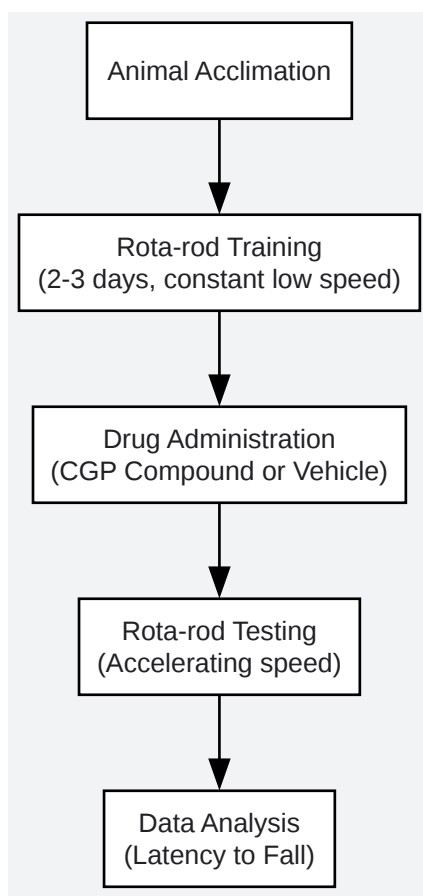 Animal Acclimation
Rota-rod Training
(2-3 days, constant low speed)
Drug Administration
(CGP Compound or Vehicle)
Rota-rod Testing
(Accelerating speed)
Data Analysis
(Latency to Fall)